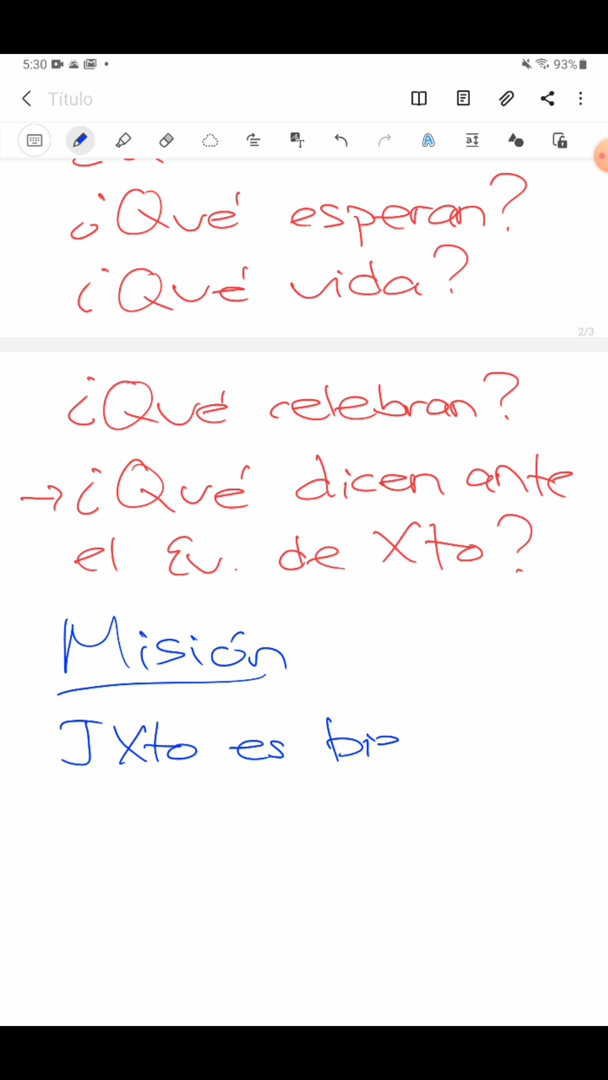 5:30
93%
Título
¿Qué esperan?
¿Qué vida?
2/3
¿Qué celebran?
→¿Qué dicen ante
el Ev. de Xto?
Misión
JXto es